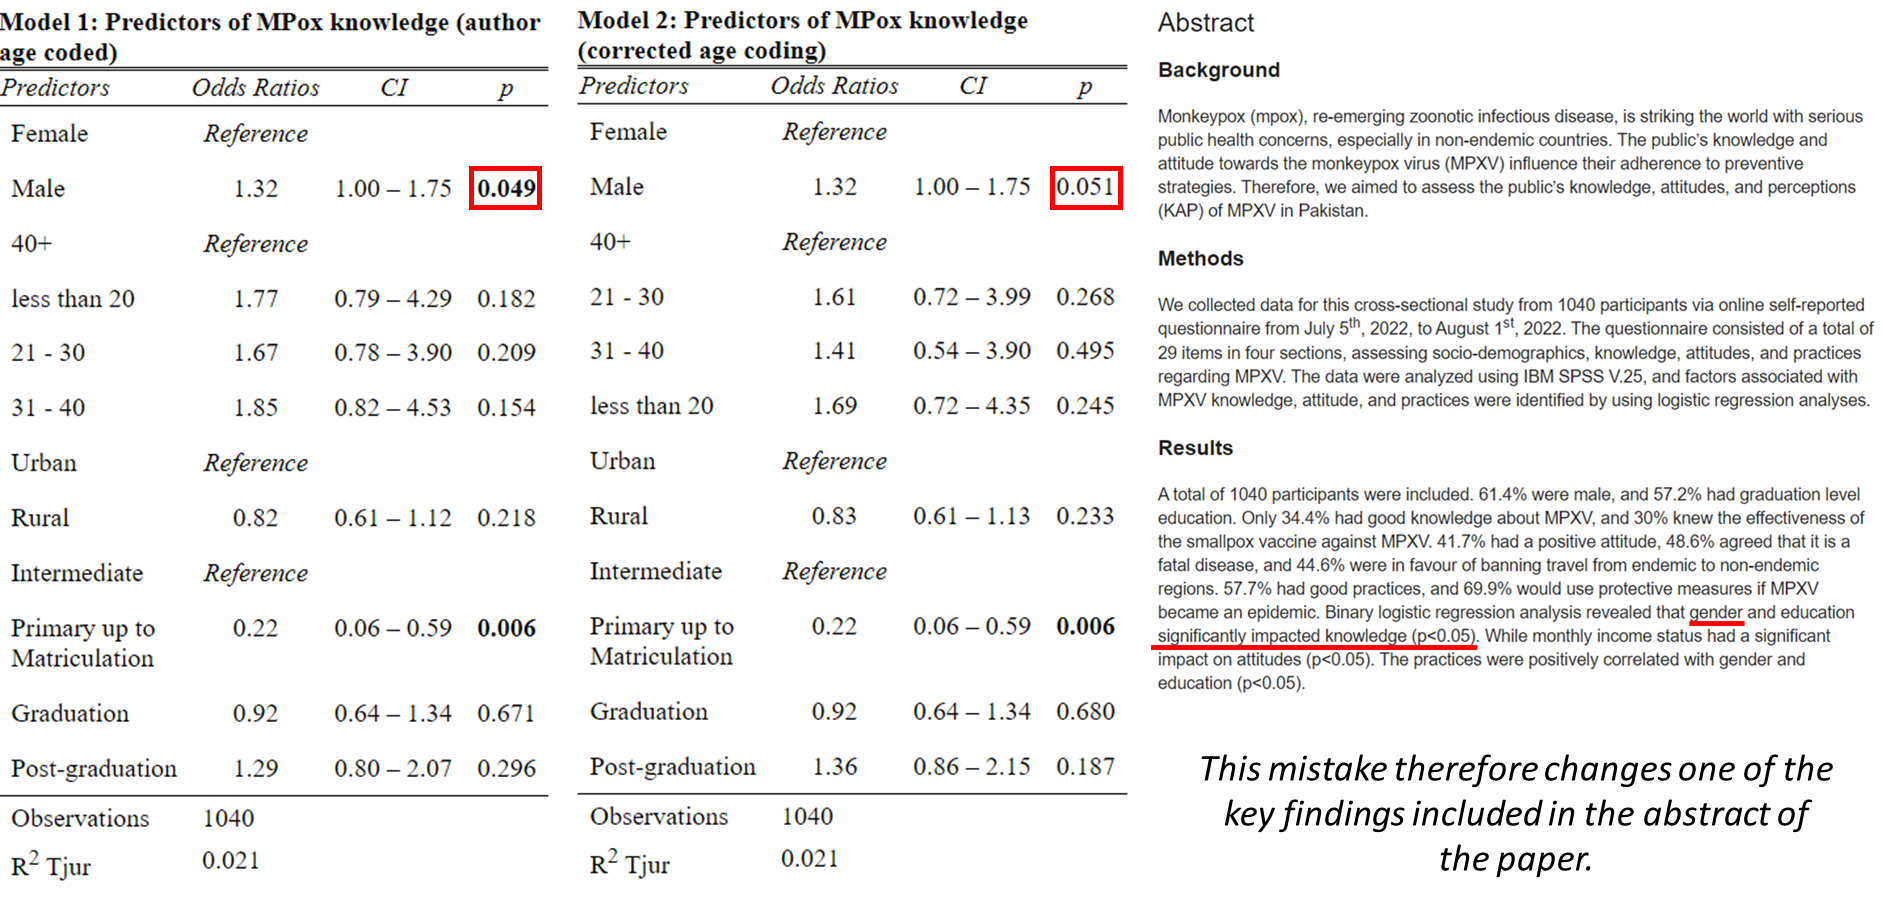 Model 1: Predictors of MPox knowledge (author
age coded)
Predictors Odds Ratios CI p
Female Reference
Male 1.32 1.00 – 1.75 0.049
40+ Reference
less than 20 1.77 0.79 – 4.29 0.182
21 - 30 1.67 0.78 – 3.90 0.209
31 - 40 1.85 0.82 – 4.53 0.154
Urban Reference
Rural 0.82 0.61 – 1.12 0.218
Intermediate Reference
Primary up to 0.22 0.06 – 0.59 0.006
Matriculation
Graduation 0.92 0.64 – 1.34 0.671
Post-graduation 1.29 0.80 – 2.07 0.296
Observations 1040
R² Tjur 0.021
Model 2: Predictors of MPox knowledge
(corrected age coding)
Predictors Odds Ratios CI p
Female Reference
Male 1.32 1.00 – 1.75 0.051
40+ Reference
21 - 30 1.61 0.72 – 3.99 0.268
31 - 40 1.41 0.54 – 3.90 0.495
less than 20 1.69 0.72 – 4.35 0.245
Urban Reference
Rural 0.83 0.61 – 1.13 0.233
Intermediate Reference
Primary up to 0.22 0.06 – 0.59 0.006
Matriculation
Graduation 0.92 0.64 – 1.34 0.680
Post-graduation 1.36 0.86 – 2.15 0.187
Observations 1040
R² Tjur 0.021
Abstract
Background
Monkeypox (mpox), re-emerging zoonotic infectious disease, is striking the world with serious
public health concerns, especially in non-endemic countries. The public's knowledge and
attitude towards the monkeypox virus (MPXV) influence their adherence to preventive
strategies. Therefore, we aimed to assess the public's knowledge, attitudes, and perceptions
(KAP) of MPXV in Pakistan.
Methods
We collected data for this cross-sectional study from 1040 participants via online self-reported
questionnaire from July 5th, 2022, to August 1st, 2022. The questionnaire consisted of a total of
29 items in four sections, assessing socio-demographics, knowledge, attitudes, and practices
regarding MPXV. The data were analyzed using IBM SPSS V.25, and factors associated with
MPXV knowledge, attitude, and practices were identified by using logistic regression analyses.
Results
A total of 1040 participants were included. 61.4% were male, and 57.2% had graduation level
education. Only 34.4% had good knowledge about MPXV, and 30% knew the effectiveness of
the smallpox vaccine against MPXV. 41.7% had a positive attitude, 48.6% agreed that it is a
fatal disease, and 44.6% were in favour of banning travel from endemic to non-endemic
regions. 57.7% had good practices, and 69.9% would use protective measures if MPXV
became an epidemic. Binary logistic regression analysis revealed that gender and education
significantly impacted knowledge (p<0.05). While monthly income status had a significant
impact on attitudes (p<0.05). The practices were positively correlated with gender and
education (p<0.05).
This mistake therefore changes one of the
key findings included in the abstract of
the paper.